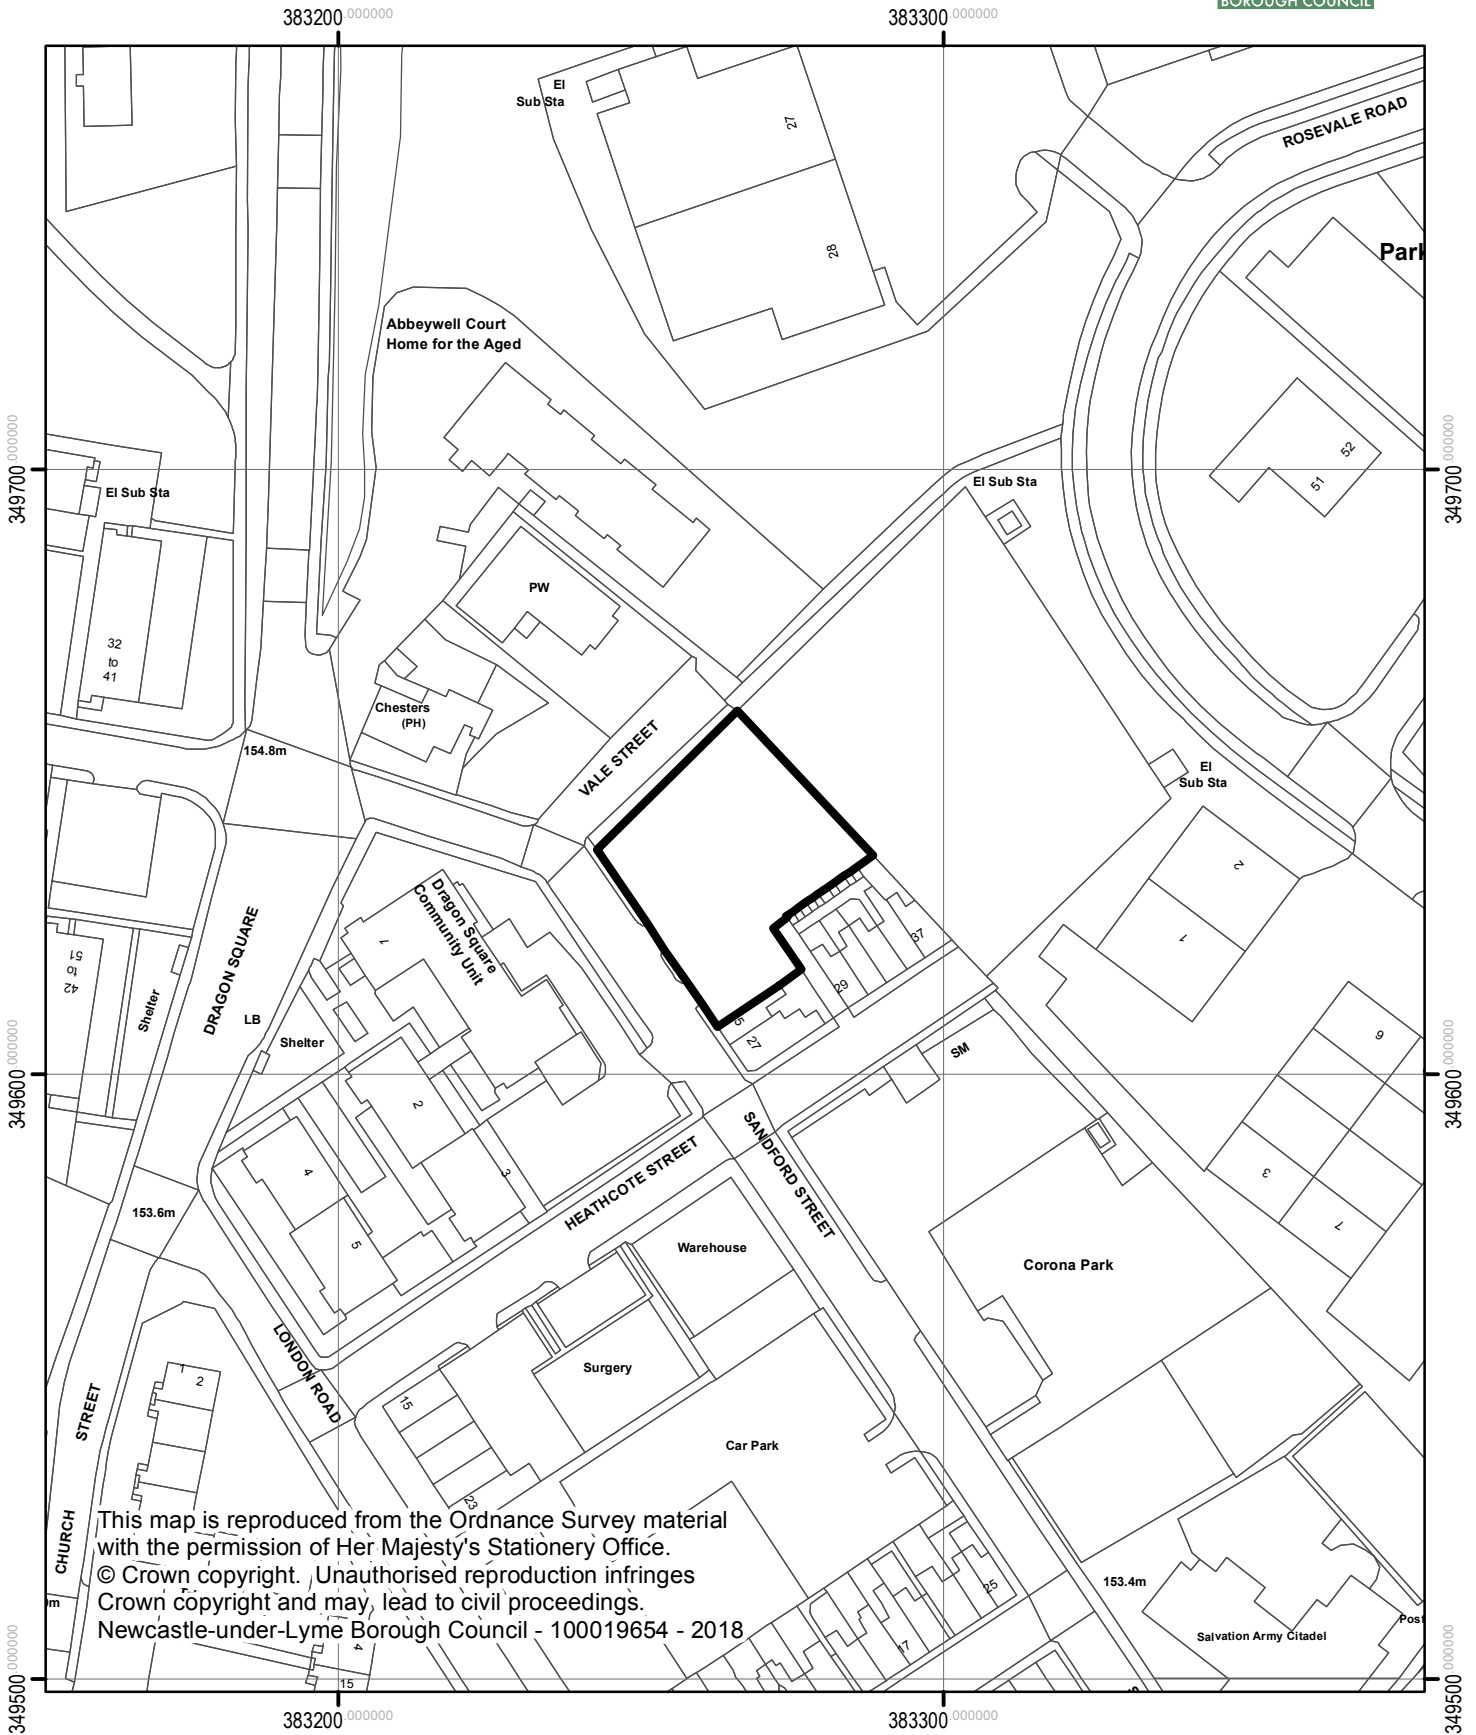 BOROUGH COUNCIL
383200.000000
383300.000000
El
Sub Sta
27
ROSEVALE ROAD
28
Park
Abbeywell Court
Home for the Aged
349700.000000
349700.000000
El Sub Sta
El Sub Sta
52
51
PW
32
to
41
Chesters
(PH)
VALE STREET
154.8m
El
Sub Sta
2
1
Dragon Square
Community Unit
7
DRAGON SQUARE
51
to
42
Shelter
37
29
LB
Shelter
5
27
SM
6
349600.000000
349600.000000
2
4
3
5
153.6m
HEATHCOTE STREET
SANDFORD STREET
3
7
Warehouse
Corona Park
LONDON ROAD
Surgery
1
2
15
23
STREET
CHURCH
Car Park
25
17
153.4m
Salvation Army Citadel
Post
This map is reproduced from the Ordnance Survey material
with the permission of Her Majesty's Stationery Office.
© Crown copyright. Unauthorised reproduction infringes
Crown copyright and may lead to civil proceedings.
Newcastle-under-Lyme Borough Council - 100019654 - 2018
4
15
349500.000000
349500.000000
383200.000000
383300.000000